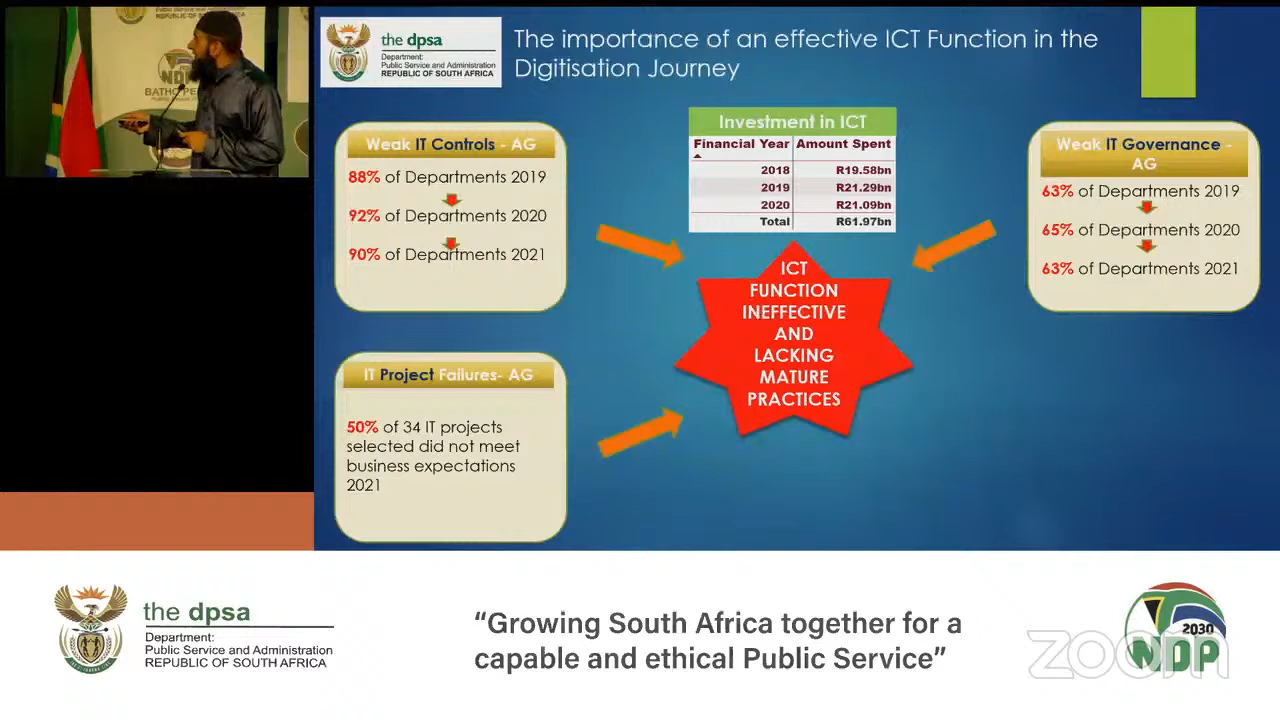 the dpsa
Department:
Public Service and Administration
REPUBLIC OF SOUTH AFRICA
The importance of an effective ICT Function in the
Digitisation Journey
NDP
BATHO PE
Weak IT Controls - AG
88% of Departments 2019
92% of Departments 2020
90% of Departments 2021
Investment in ICT
Financial Year Amount Spent
2018 R19.58bn
2019 R21.29bn
2020 R21.09bn
Total R61.97bn
Weak IT Governance -
AG
63% of Departments 2019
65% of Departments 2020
63% of Departments 2021
ICT
FUNCTION
INEFFECTIVE
AND
LACKING
MATURE
PRACTICES
IT Project Failures- AG
50% of 34 IT projects
selected did not meet
business expectations
2021
the dpsa
Department:
Public Service and Administration
REPUBLIC OF SOUTH AFRICA
“Growing South Africa together for a
capable and ethical Public Service”
2030
NDP
zoom